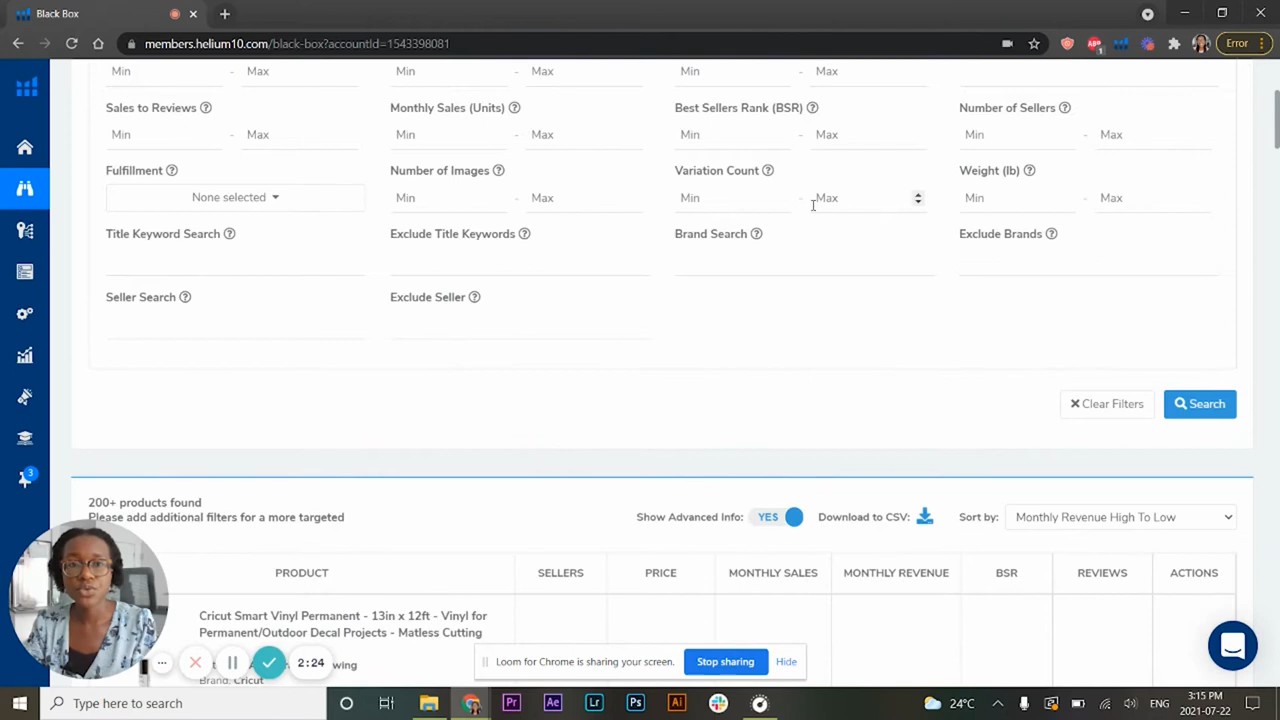 Black Box
members.helium10.com/black-box?accountId=1543398081
Error
Min - Max Min - Max Min - Max
Sales to Reviews Monthly Sales (Units) Best Sellers Rank (BSR) Number of Sellers
Min - Max Min - Max Min - Max Min - Max
Fulfillment Number of Images Variation Count Weight (lb)
None selected Min - Max Min - Max Min - Max
Title Keyword Search Exclude Title Keywords Brand Search Exclude Brands
Seller Search Exclude Seller
Clear Filters Search
3
200+ products found
Please add additional filters for a more targeted
Show Advanced Info: YES Download to CSV: Sort by: Monthly Revenue High To Low
PRODUCT SELLERS PRICE MONTHLY SALES MONTHLY REVENUE BSR REVIEWS ACTIONS
Cricut Smart Vinyl Permanent - 13in x 12ft - Vinyl for
Permanent/Outdoor Decal Projects - Matless Cutting
wing
Brand: Cricut
2:24
Loom for Chrome is sharing your screen. Stop sharing Hide
Type here to search
Pr Ae Lr Ps Ai
24°C
3:15 PM
2021-07-22